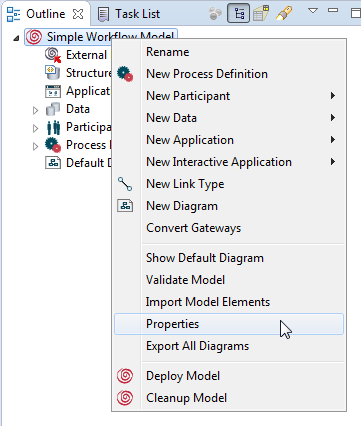 Outline
Task List
Simple Workflow Model
External
Structure
Applicati
Data
Participa
Process
Default D
Rename
New Process Definition
New Participant
New Data
New Application
New Interactive Application
New Link Type
New Diagram
Convert Gateways
Show Default Diagram
Validate Model
Import Model Elements
Properties
Export All Diagrams
Deploy Model
Cleanup Model